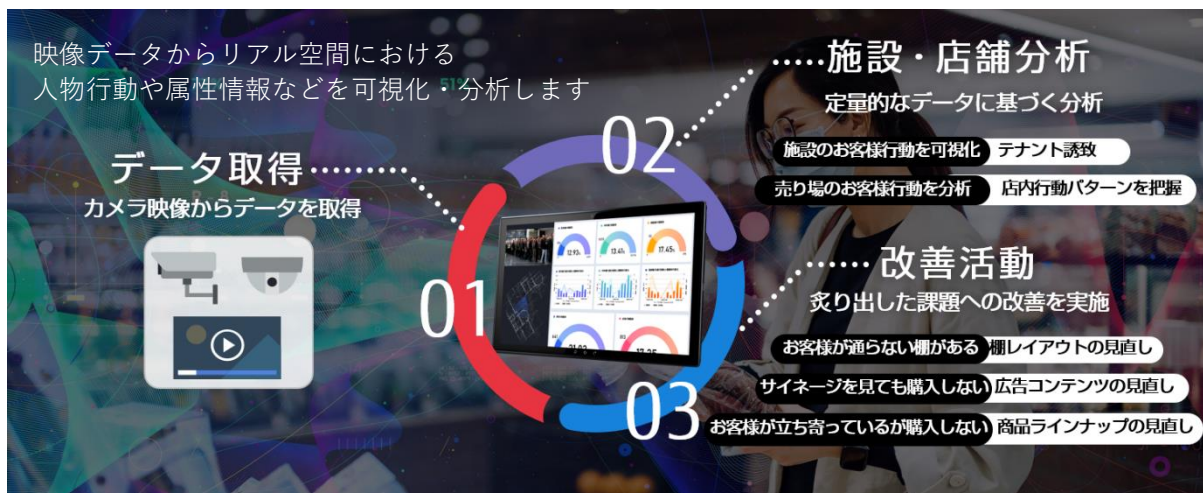 映像データからリアル空間における
人物行動や属性情報などを可視化・分析します
51%
データ取得
カメラ映像からデータを取得
01
02
施設・店舗分析
定量的なデータに基づく分析
施設のお客様行動を可視化 テナント誘致
売り場のお客様行動を分析 店内行動パターンを把握
12.93%
13.41%
17.45%
03
改善活動
炙り出した課題への改善を実施
お客様が通らない棚がある 棚レイアウトの見直し
サイネージを見ても購入しない 広告コンテンツの見直し
お客様が立ち寄っているが購入しない 商品ラインナップの見直し